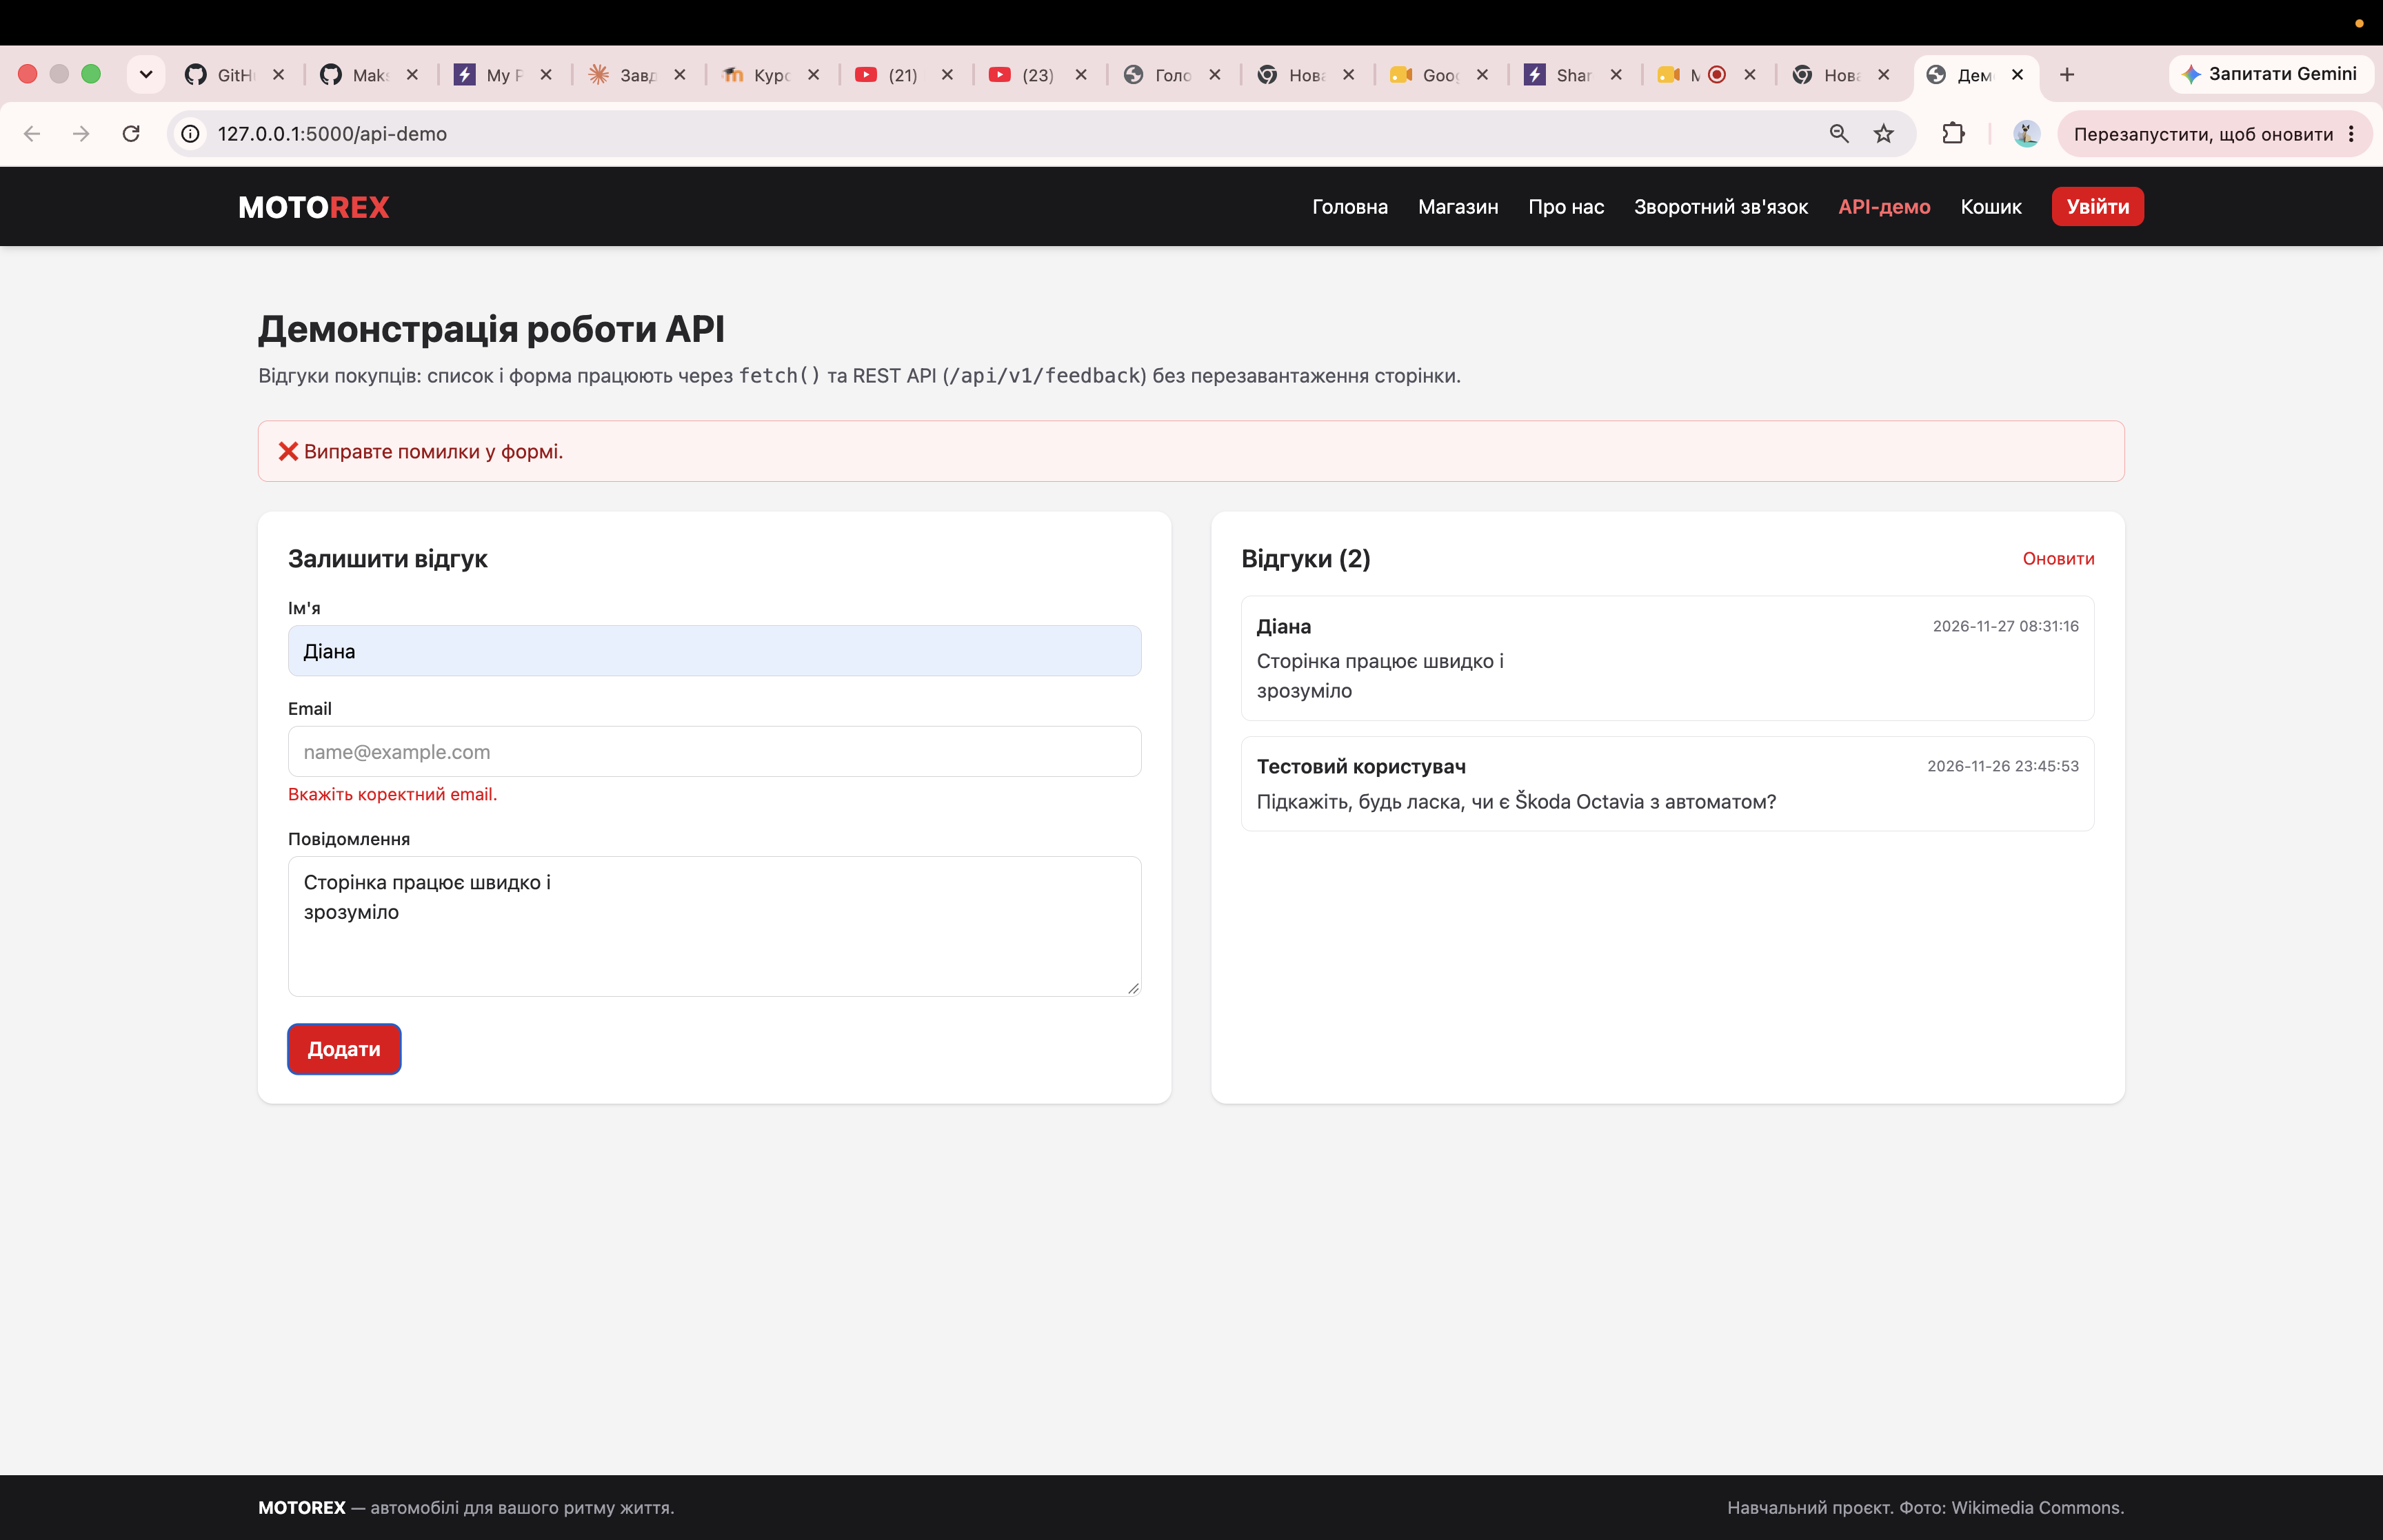 GitH
Maks
My P
Завд
Курс
(21)
(23)
Голо
Нова
Goog
Shar
M
Нова
Дем
Запитати Gemini
127.0.0.1:5000/api-demo
Перезапустити, щоб оновити
MOTOREX
Головна
Магазин
Про нас
Зворотний зв'язок
API-демо
Кошик
Увійти
Демонстрація роботи API
Відгуки покупців: список і форма працюють через fetch() та REST API (/api/v1/feedback) без перезавантаження сторінки.
❌ Виправте помилки у формі.
Залишити відгук
Ім'я
Діана
Email
name@example.com
Вкажіть коректний email.
Повідомлення
Сторінка працює швидко і
зрозуміло
Додати
Відгуки (2)
Оновити
Діана
2026-11-27 08:31:16
Сторінка працює швидко і
зрозуміло
Тестовий користувач
2026-11-26 23:45:53
Підкажіть, будь ласка, чи є Škoda Octavia з автоматом?
MOTOREX — автомобілі для вашого ритму життя.
Навчальний проєкт. Фото: Wikimedia Commons.